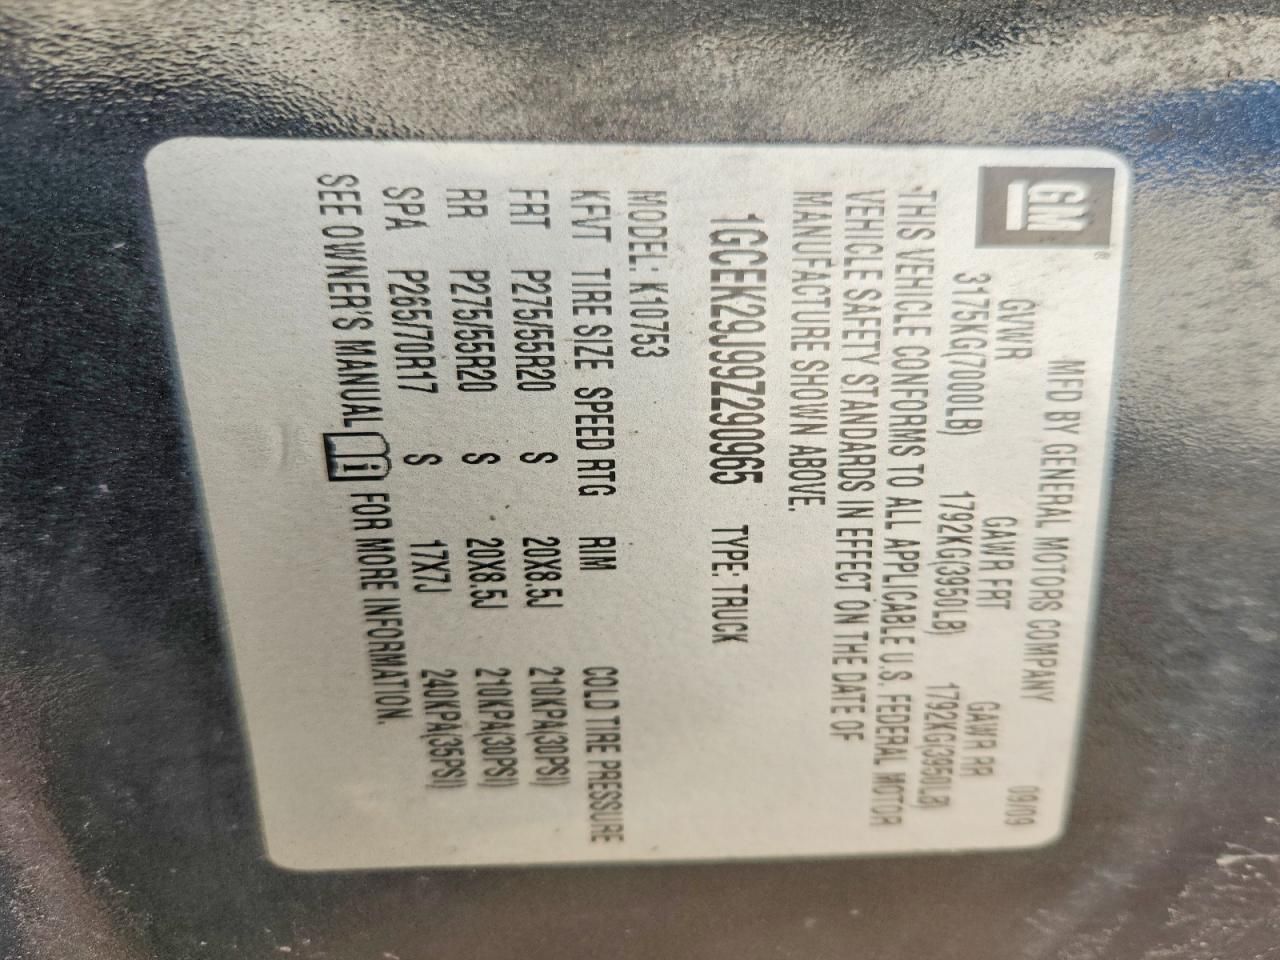 GM® MFD BY GENERAL MOTORS COMPANY 09/09
GVWR GAWR FRT GAWR RR
3175KG(7000LB) 1792KG(3950LB) 1792KG(3950LB)
THIS VEHICLE CONFORMS TO ALL APPLICABLE U.S. FEDERAL MOTOR
VEHICLE SAFETY STANDARDS IN EFFECT ON THE DATE OF
MANUFACTURE SHOWN ABOVE.
1GCEK29J99Z290965 TYPE: TRUCK
MODEL: K10753
KFVT TIRE SIZE SPEED RTG RIM COLD TIRE PRESSURE
FRT P275/55R20 S 20X8.5J 210KPA(30PSI)
RR P275/55R20 S 20X8.5J 210KPA(30PSI)
SPA P265/70R17 S 17X7J 240KPA(35PSI)
SEE OWNER'S MANUAL i FOR MORE INFORMATION.